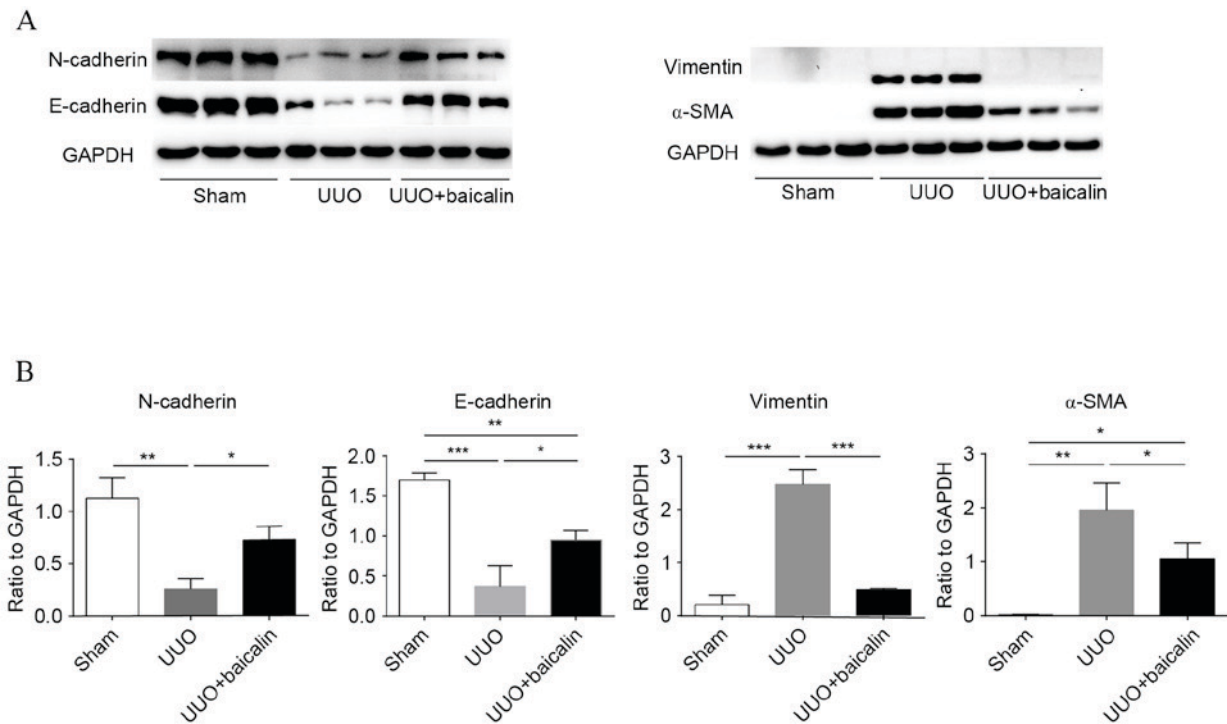 A
N-cadherin
E-cadherin
GAPDH
Sham UUO UUO+baicalin
Vimentin
α-SMA
GAPDH
Sham UUO UUO+baicalin
B
N-cadherin
Ratio to GAPDH
1.5
1.0
0.5
0.0
** *
Sham
UUO
UUO+baicalin
E-cadherin
Ratio to GAPDH
2.0
1.5
1.0
0.5
0.0
**
*** *
Sham
UUO
UUO+baicalin
Vimentin
Ratio to GAPDH
3
2
1
0
*** ***
Sham
UUO
UUO+baicalin
α-SMA
Ratio to GAPDH
3
2
1
0
*
** *
Sham
UUO
UUO+baicalin